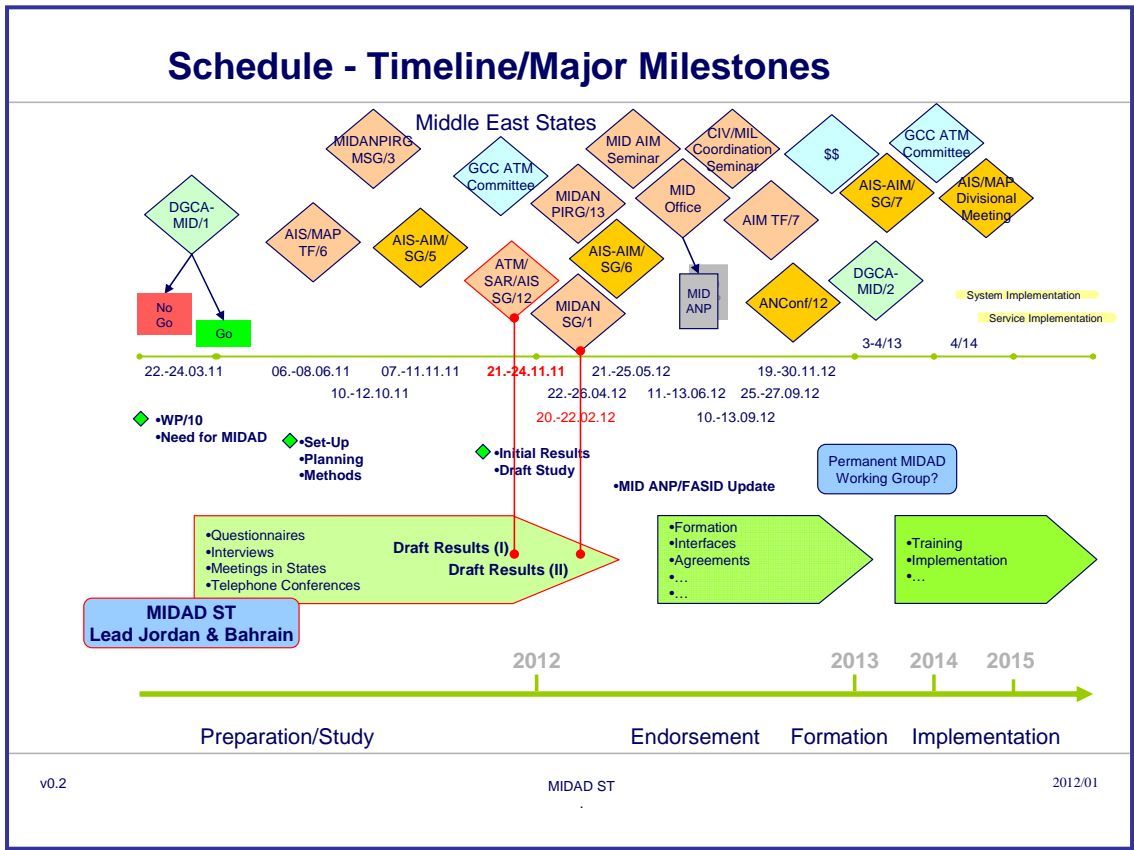 Schedule - Timeline/Major Milestones
Middle East States
MIDANPIRG
MSG/3
GCC ATM
Committee
MID AIM
Seminar
CIV/MIL
Coordination
Seminar
$$
GCC ATM
Committee
DGCA-
MID/1
AIS/MAP
TF/6
AIS-AIM/
SG/5
MIDAN
PIRG/13
MID
Office
AIM TF/7
AIS-AIM/
SG/7
AIS/MAP
Divisional
Meeting
ATM/
SAR/AIS
SG/12
AIS-AIM/
SG/6
MIDAN
SG/1
MID
ANP
ANConf/12
DGCA-
MID/2
No
Go
Go
System Implementation
Service Implementation
3-4/13
4/14
22.-24.03.11
06.-08.06.11
07.-11.11.11
21.-24.11.11
21.-25.05.12
19.-30.11.12
10.-12.10.11
22.-26.04.12
11.-13.06.12
25.-27.09.12
20.-22.02.12
10.-13.09.12
•WP/10
•Need for MIDAD
•Set-Up
•Planning
•Methods
•Initial Results
•Draft Study
•MID ANP/FASID Update
Permanent MIDAD
Working Group?
•Questionnaires
•Interviews
•Meetings in States
•Telephone Conferences
Draft Results (I)
Draft Results (II)
•Formation
•Interfaces
•Agreements
•…
•…
•Training
•Implementation
•…
MIDAD ST
Lead Jordan & Bahrain
2012
2013
2014
2015
Preparation/Study
Endorsement
Formation
Implementation
v0.2
MIDAD ST
.
2012/01